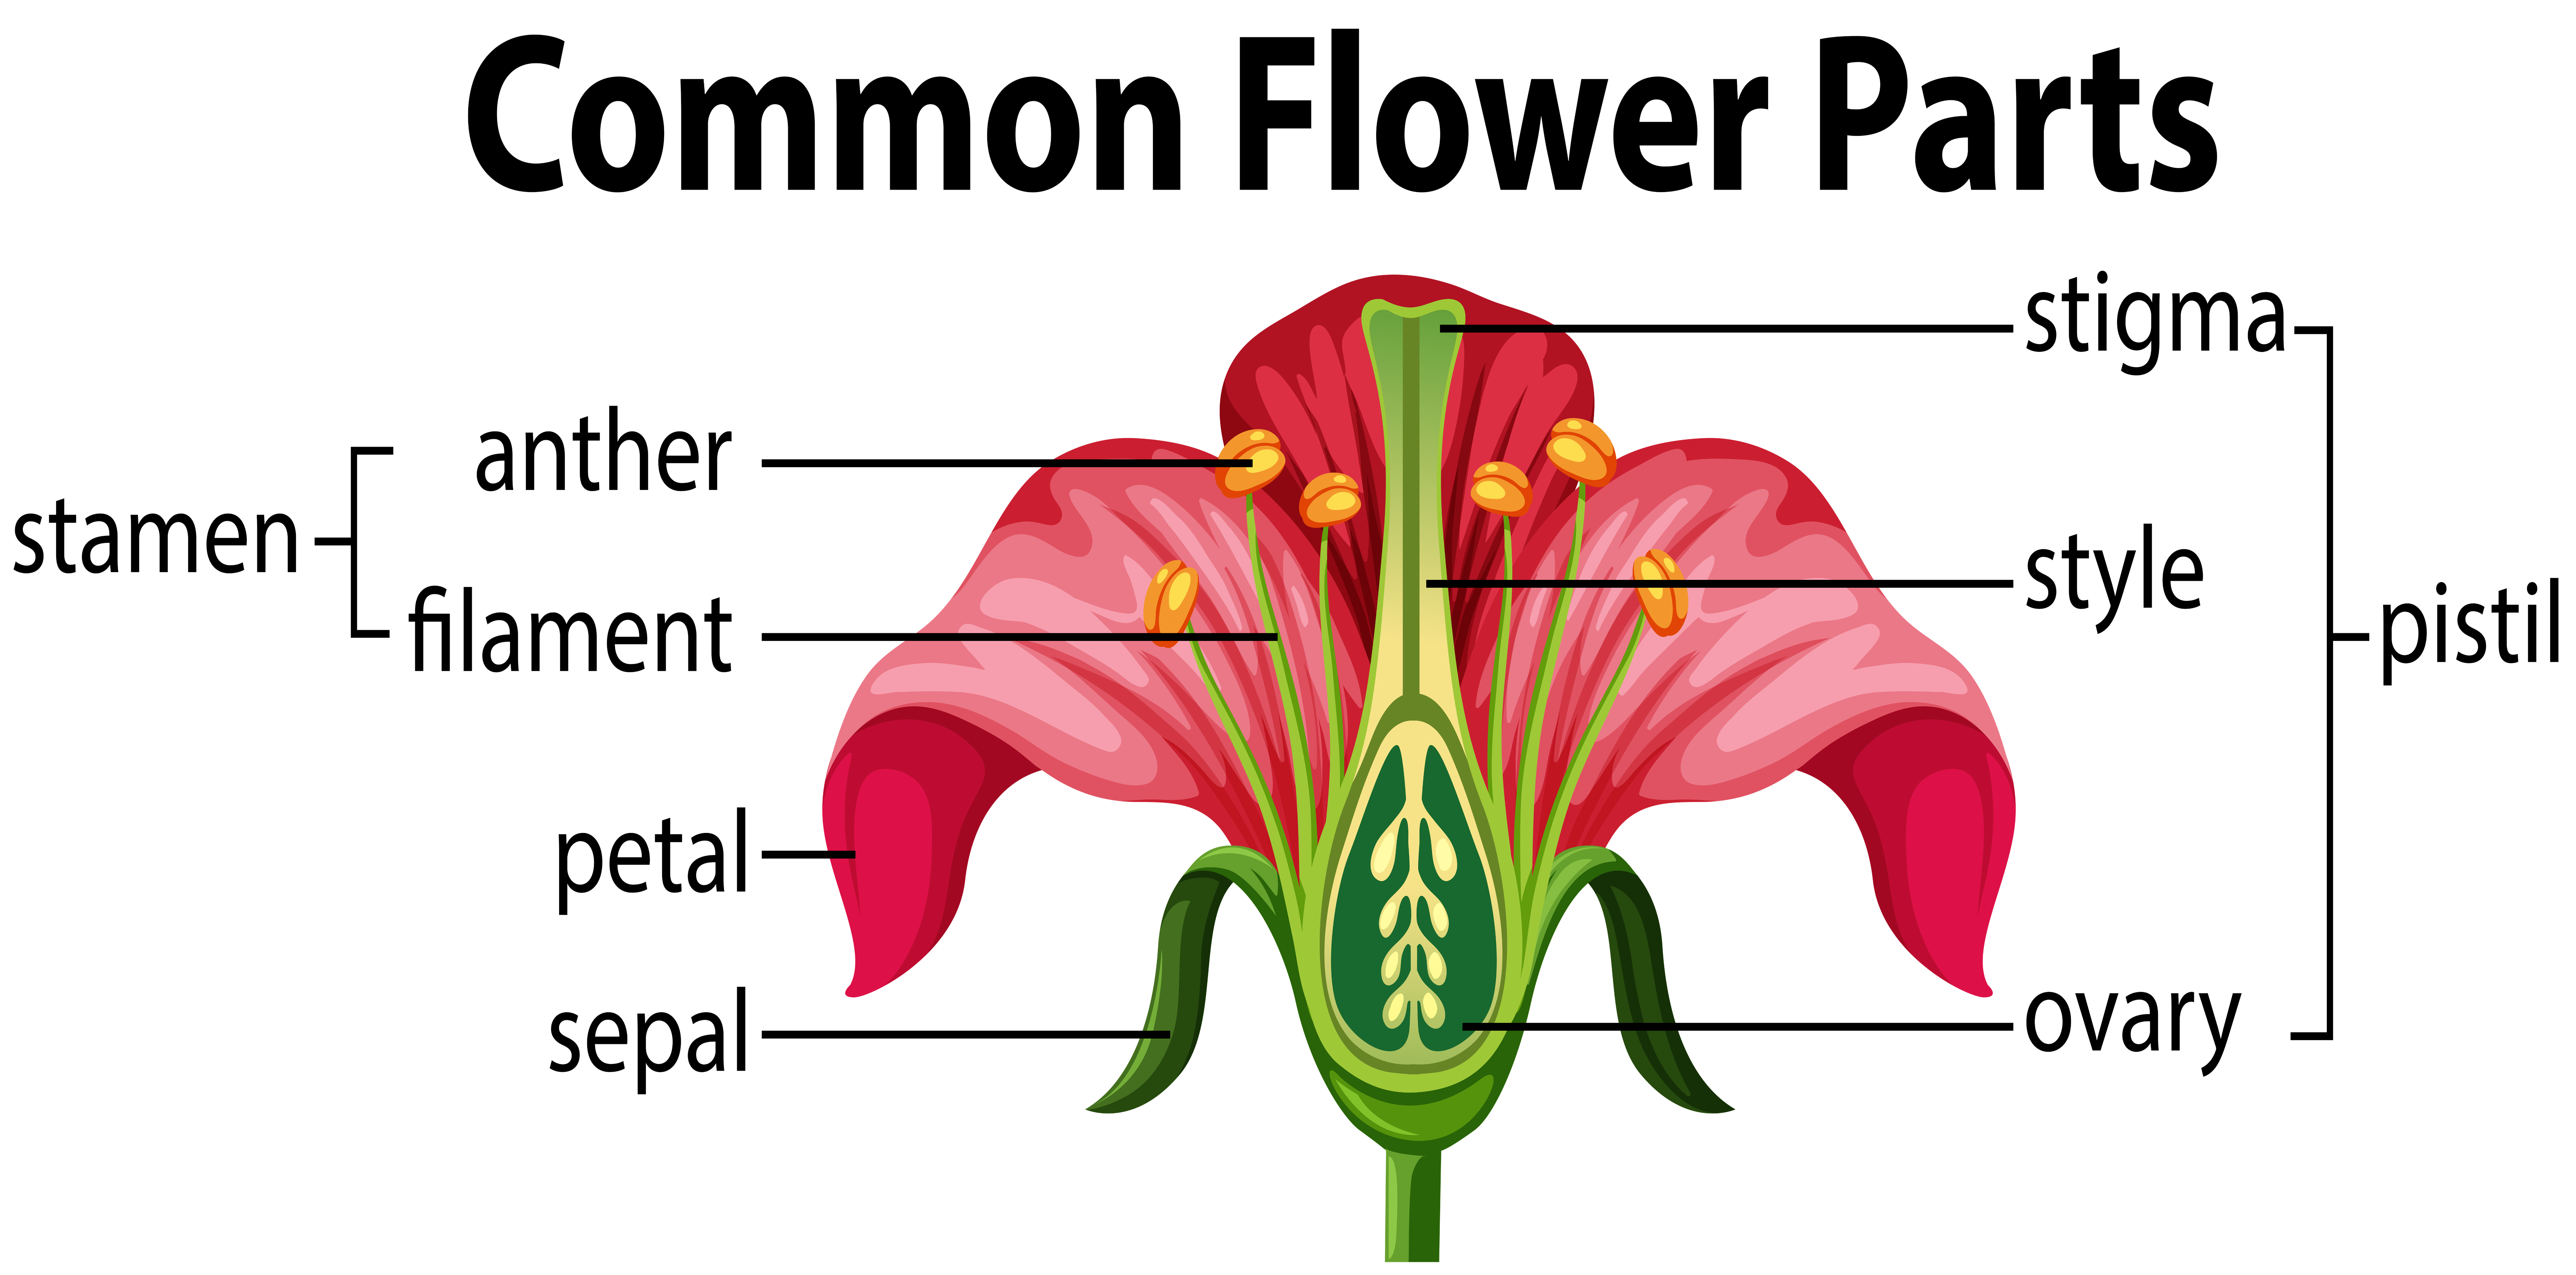 Common Flower Parts
stamen
anther
filament
petal
sepal
stigma
style
ovary
pistil